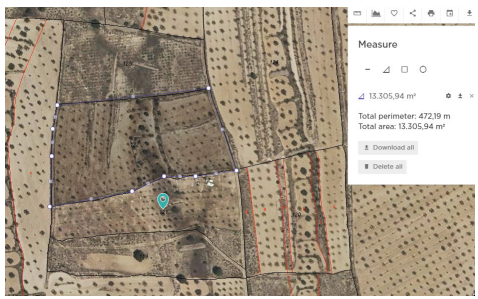 Measure
13.305,94 m²
Total perimeter: 472,19 m
Total area: 13.305,94 m²
Download all
Delete all